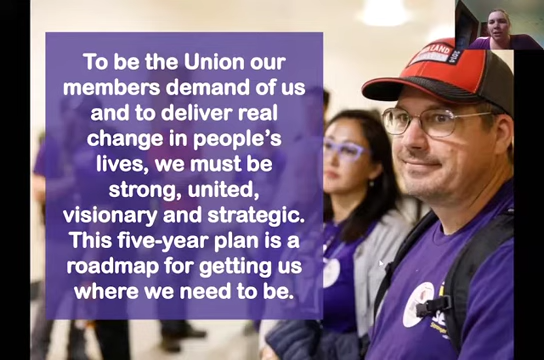 To be the Union our
members demand of us
and to deliver real
change in people’s
lives, we must be
strong, united,
visionary and strategic.
This five-year plan is a
roadmap for getting us
where we need to be.